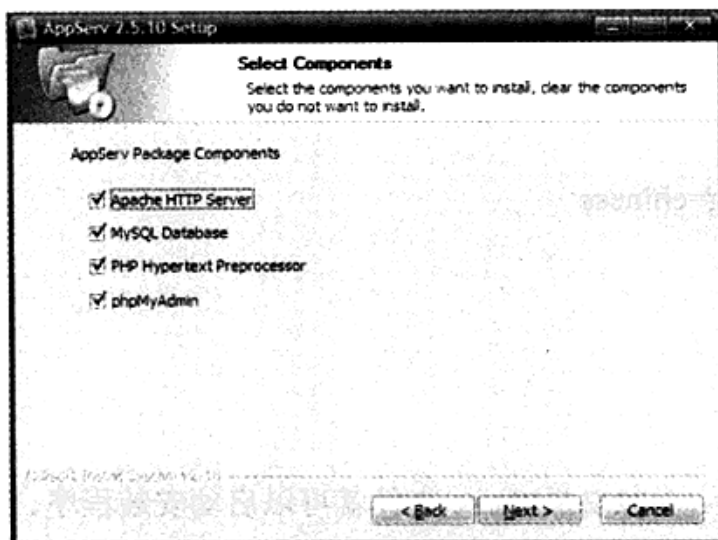 AppServ 2.5.10 Setup
Select Components
Select the components you want to install, clear the components
you do not want to install.
AppServ Package Components
Apache HTTP Server
MySQL Database
PHP Hypertext Preprocessor
phpMyAdmin
< Back
Next >
Cancel